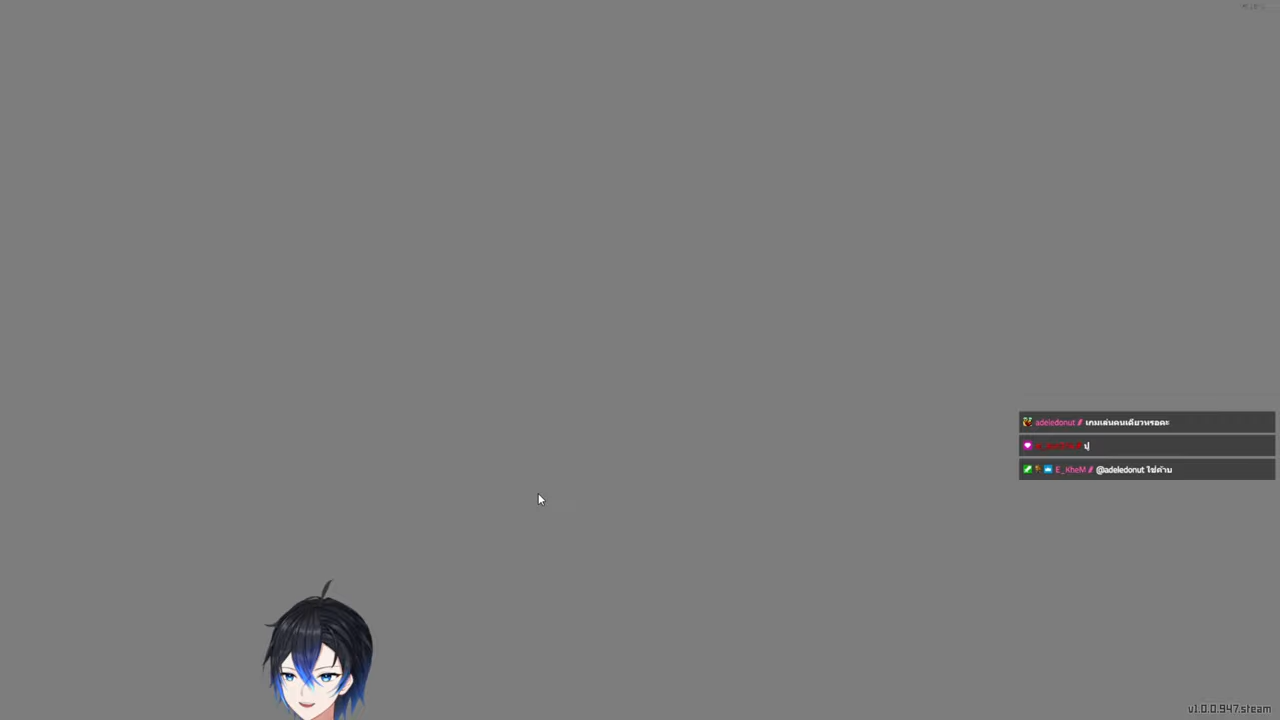 adeledonut // เกมเล่นคนเดียวหรอคะ
ปุ
E_KheM // @adeledonut ใช่ค้าบ
v1.0.0.947.steam